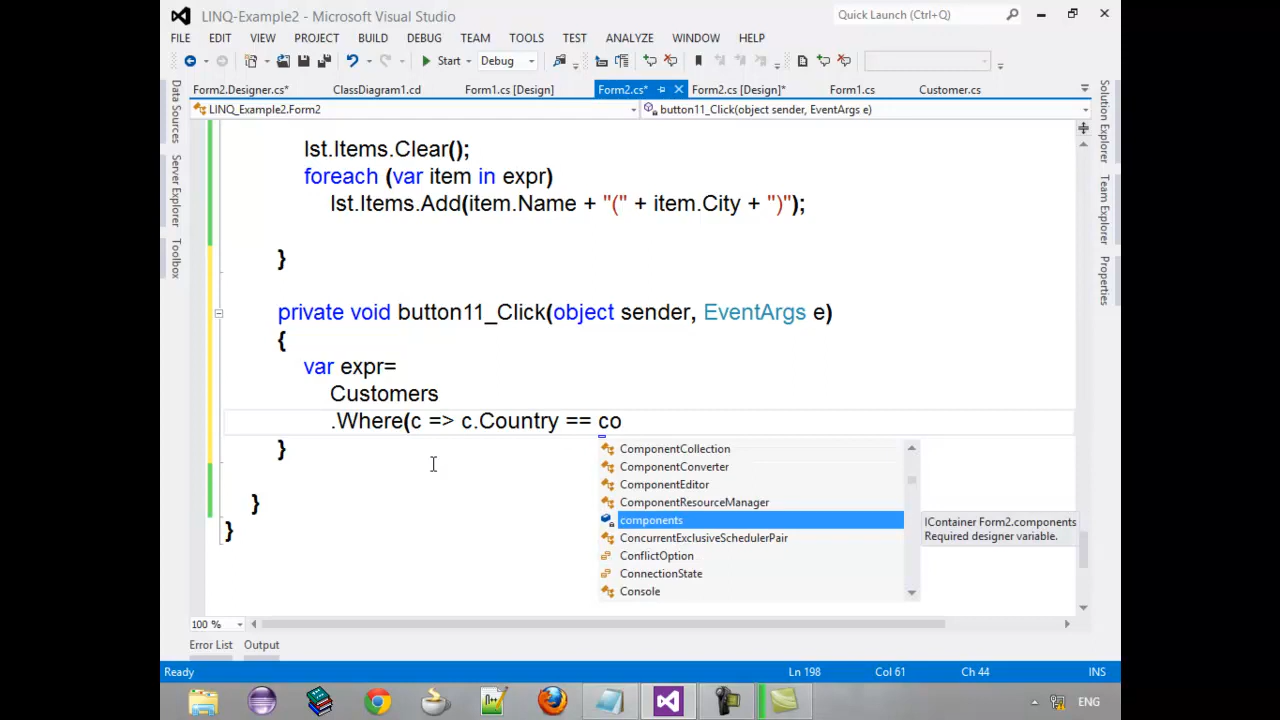 LINQ-Example2 - Microsoft Visual Studio
Quick Launch (Ctrl+Q)
FILE EDIT VIEW PROJECT BUILD DEBUG TEAM TOOLS TEST ANALYZE WINDOW HELP
Start Debug
Form2.Designer.cs* ClassDiagram1.cd Form1.cs [Design] Form2.cs* Form2.cs [Design]* Form1.cs Customer.cs
LINQ_Example2.Form2 button11_Click(object sender, EventArgs e)
Data Sources
Server Explorer
Toolbox
Solution Explorer
Team Explorer
Properties
lst.Items.Clear();
foreach (var item in expr)
lst.Items.Add(item.Name + "(" + item.City + ")");
}
private void button11_Click(object sender, EventArgs e)
{
var expr=
Customers
.Where(c => c.Country == co
}
}
}
ComponentCollection
ComponentConverter
ComponentEditor
ComponentResourceManager
components
ConcurrentExclusiveSchedulerPair
ConflictOption
ConnectionState
Console
IContainer Form2.components
Required designer variable.
100 %
Error List Output
Ready Ln 198 Col 61 Ch 44 INS
ENG